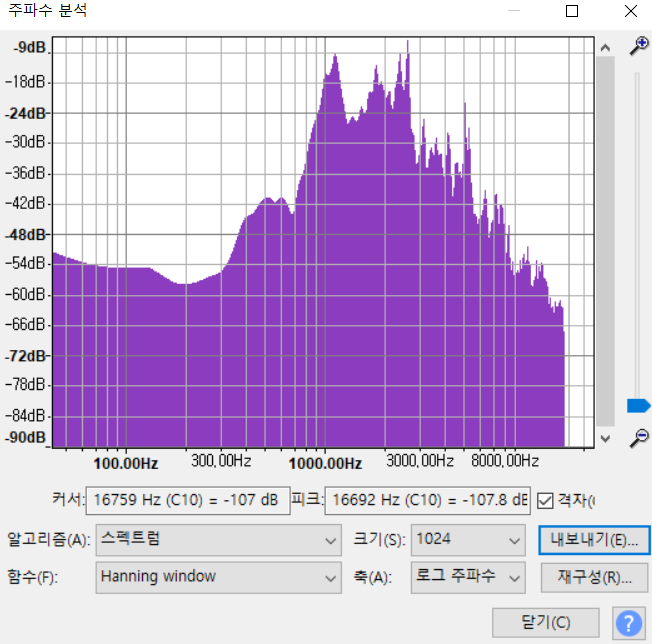 주파수 분석
-9dB
-18dB
-24dB
-30dB
-36dB
-42dB
-48dB
-54dB
-60dB
-66dB
-72dB
-78dB
-84dB
-90dB
100.00Hz 300.00Hz 1000.00Hz 3000.00Hz 8000.00Hz
커서: 16759 Hz (C10) = -107 dB 피크: 16692 Hz (C10) = -107.8 dB 격자(
알고리즘(A): 스펙트럼 크기(S): 1024 내보내기(E)...
함수(F): Hanning window 축(A): 로그 주파수 재구성(R)...
닫기(C) ?